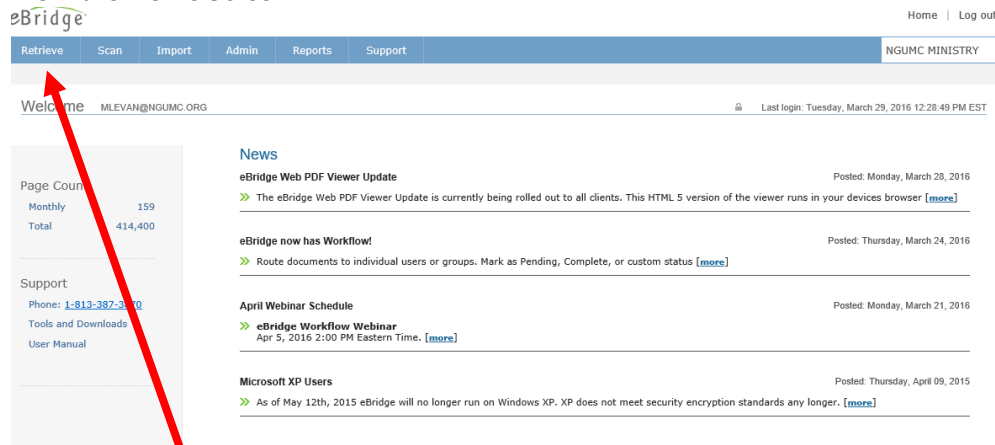 eBridge
Home | Log out
Retrieve Scan Import Admin Reports Support NGUMC MINISTRY
Welcome MLEVAN@NGUMC.ORG Last login: Tuesday, March 29, 2016 12:28:49 PM EST
News
eBridge Web PDF Viewer Update Posted: Monday, March 28, 2016
The eBridge Web PDF Viewer Update is currently being rolled out to all clients. This HTML 5 version of the viewer runs in your devices browser [more]
Page Coun
Monthly 159
Total 414,400
eBridge now has Workflow! Posted: Thursday, March 24, 2016
Route documents to individual users or groups. Mark as Pending, Complete, or custom status [more]
Support
Phone:
Tools and Downloads
User Manual
April Webinar Schedule Posted: Monday, March 21, 2016
eBridge Workflow Webinar
Apr 5, 2016 2:00 PM Eastern Time. [more]
Microsoft XP Users Posted: Thursday, April 09, 2015
As of May 12th, 2015 eBridge will no longer run on Windows XP. XP does not meet security encryption standards any longer. [more]